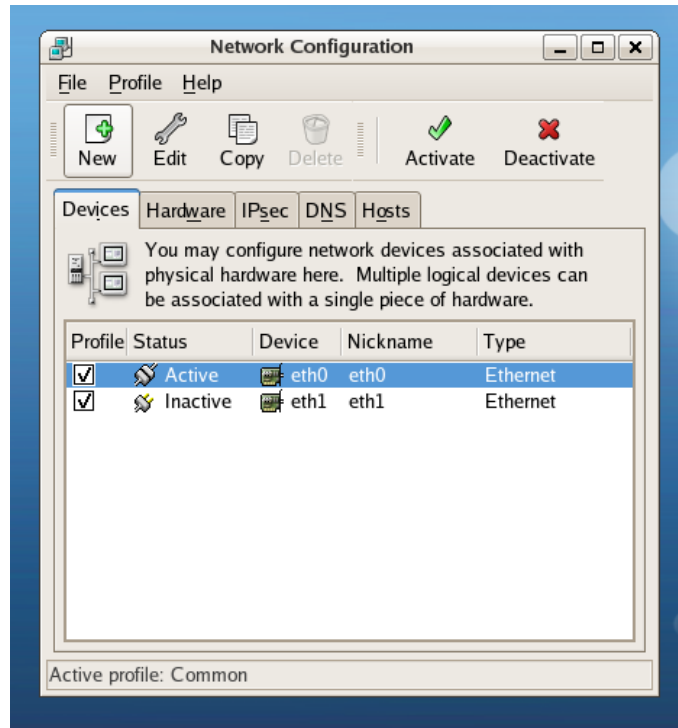 Network Configuration
File Profile Help
New Edit Copy Delete Activate Deactivate
Devices Hardware IPsec DNS Hosts
You may configure network devices associated with
physical hardware here. Multiple logical devices can
be associated with a single piece of hardware.
Profile Status Device Nickname Type
Active eth0 eth0 Ethernet
Inactive eth1 eth1 Ethernet
Active profile: Common